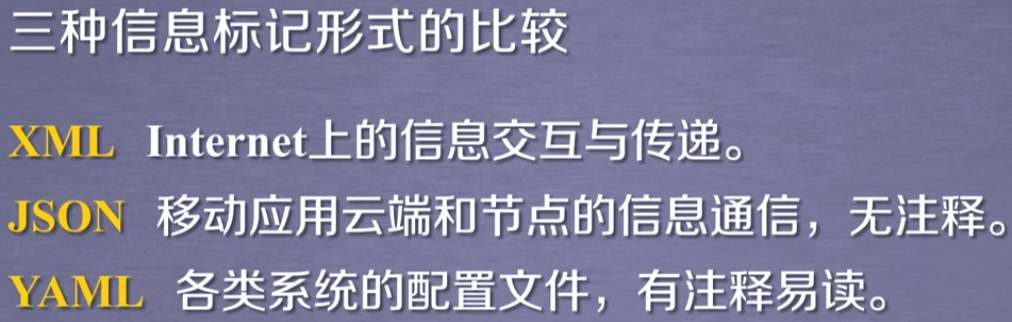 三种信息标记形式的比较
XML Internet上的信息交互与传递。
JSON 移动应用云端和节点的信息通信，无注释。
YAML 各类系统的配置文件，有注释易读。